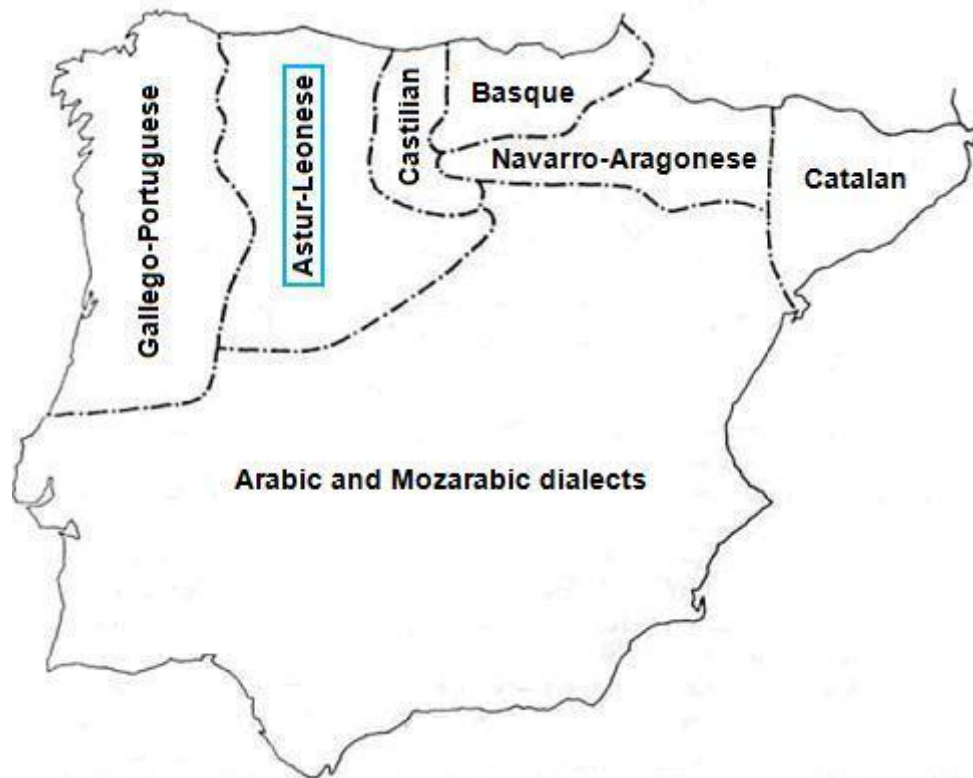 Gallego-Portuguese
Astur-Leonese
Castilian
Basque
Navarro-Aragonese
Catalan
Arabic and Mozarabic dialects